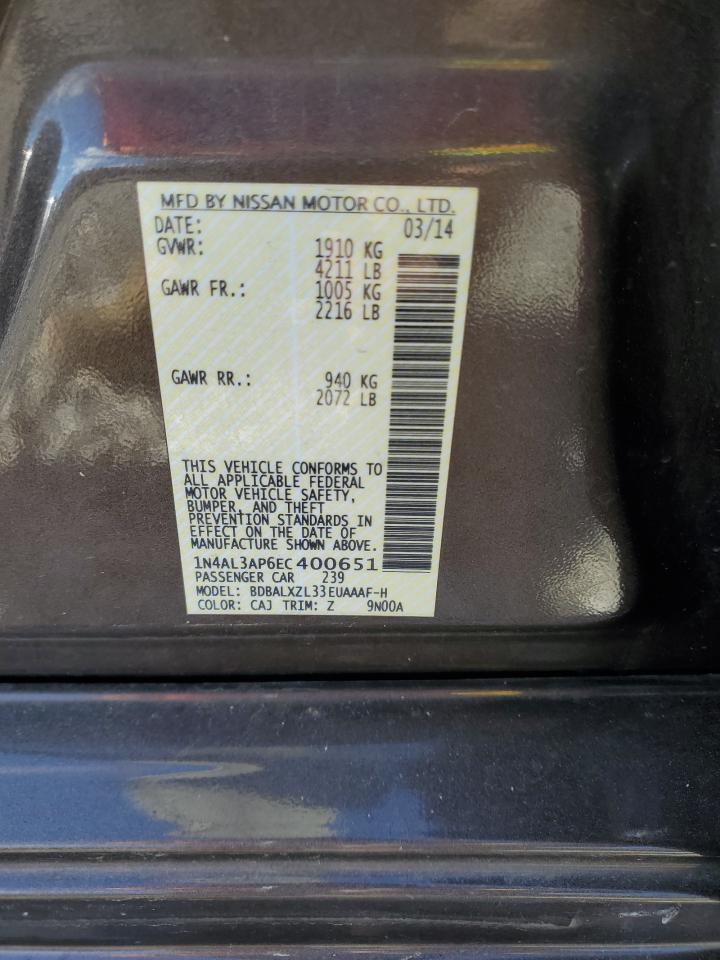 MFD BY NISSAN MOTOR CO., LTD.
DATE: 03/14
GVWR: 1910 KG
4211 LB
GAWR FR.: 1005 KG
2216 LB
GAWR RR.: 940 KG
2072 LB
THIS VEHICLE CONFORMS TO
ALL APPLICABLE FEDERAL
MOTOR VEHICLE SAFETY,
BUMPER, AND THEFT
PREVENTION STANDARDS IN
EFFECT ON THE DATE OF
MANUFACTURE SHOWN ABOVE.
1N4AL3AP6EC400651
PASSENGER CAR 239
MODEL: BDBALXZL33EUAAAF-H
COLOR: CAJ TRIM: Z 9N00A